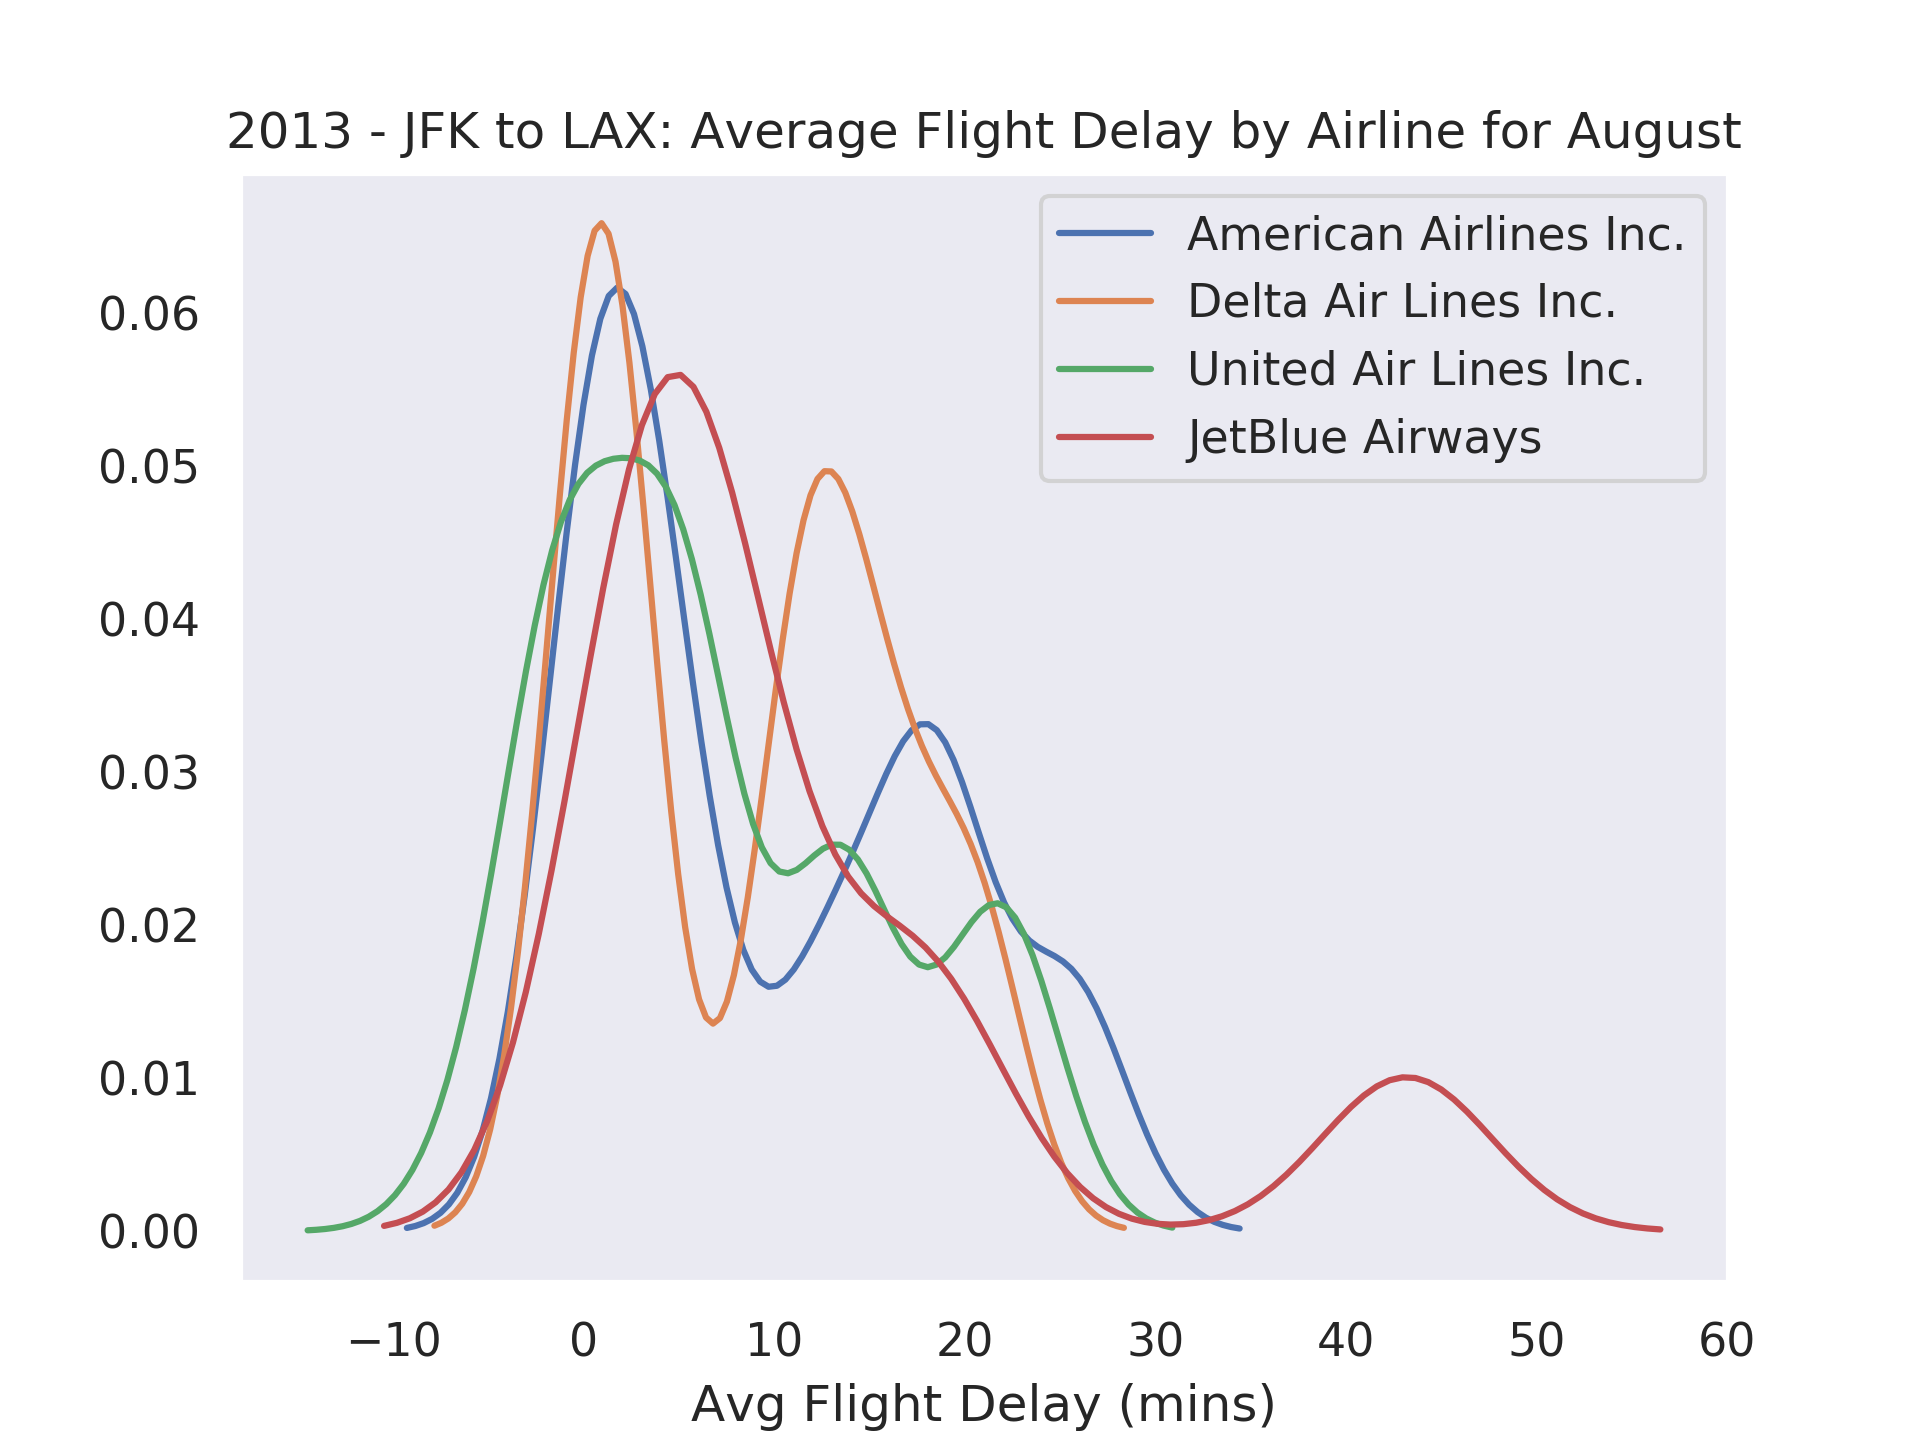 2013 - JFK to LAX: Average Flight Delay by Airline for August
American Airlines Inc.
Delta Air Lines Inc.
United Air Lines Inc.
JetBlue Airways
0.06
0.05
0.04
0.03
0.02
0.01
0.00
−10 0 10 20 30 40 50 60
Avg Flight Delay (mins)